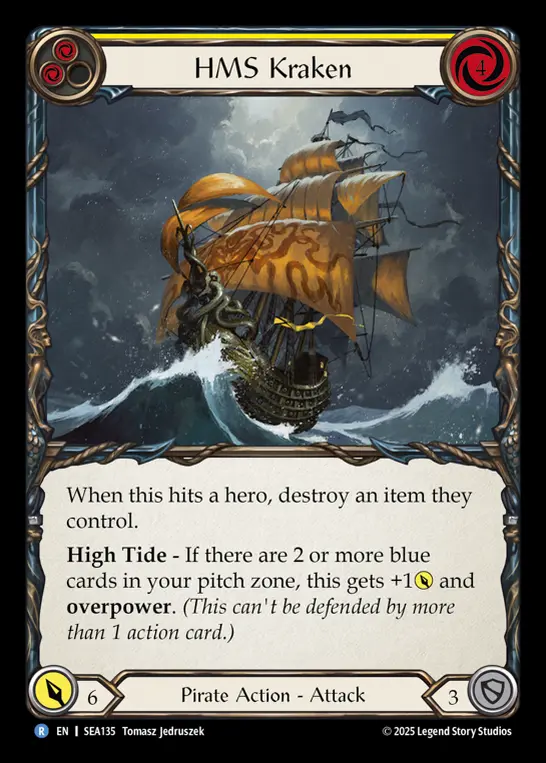 HMS Kraken
4
When this hits a hero, destroy an item they
control.
High Tide - If there are 2 or more blue
cards in your pitch zone, this gets +1 and
overpower. (This can't be defended by more
than 1 action card.)
6
Pirate Action - Attack
3
R EN | SEA135 Tomasz Jedruszek
© 2025 Legend Story Studios